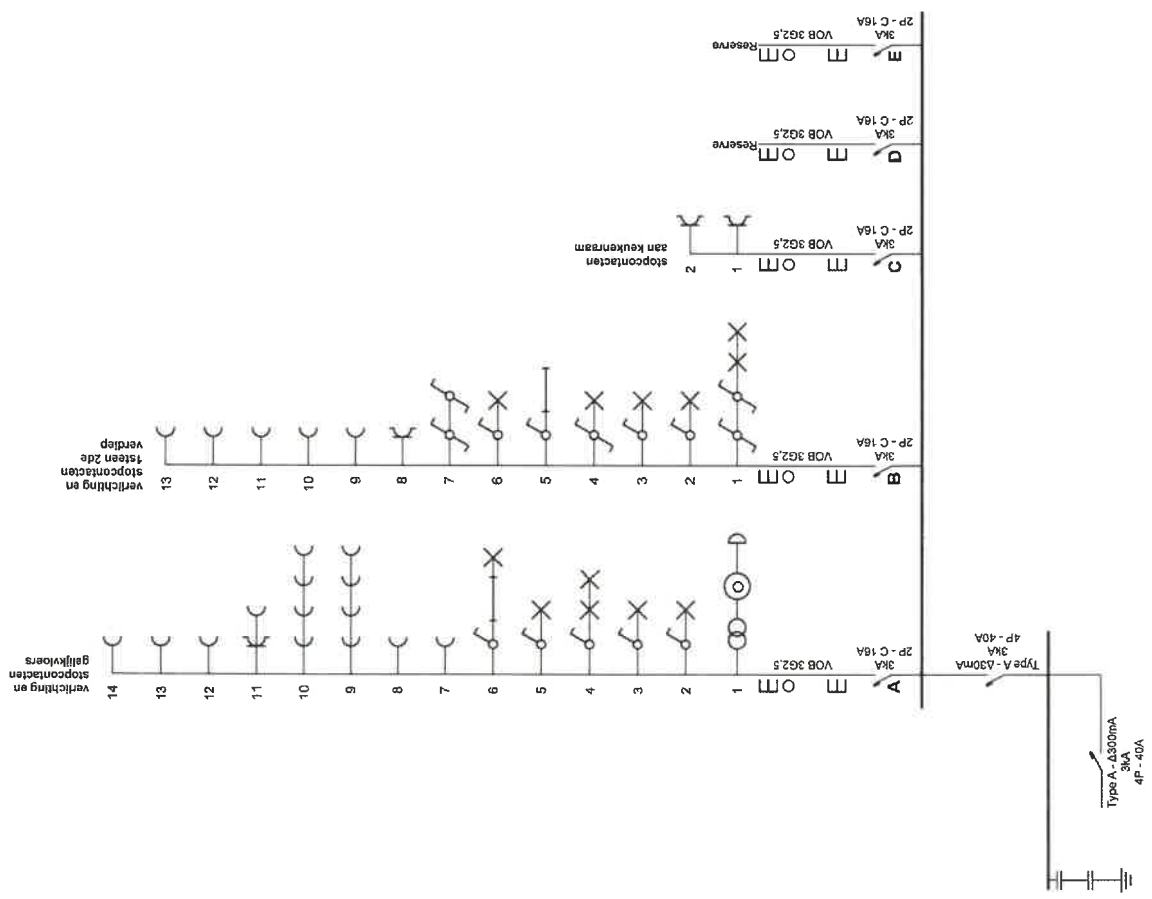 verlichting en
stopcontacten
galijkvloers
14
13
12
11
10
9
8
7
6
5
4
3
2
1
VOB 3G2,5
A
3kA
2P - C 16A
verlichting en
stopcontacten
1steen 2de
verdiep
13
12
11
10
9
8
7
6
5
4
3
2
1
VOB 3G2,5
B
3kA
2P - C 16A
stopcontacten
aan keukenraam
2
1
VOB 3G2,5
C
3kA
2P - C 16A
Reserve
VOB 3G2,5
D
3kA
2P - C 16A
Reserve
VOB 3G2,5
E
3kA
2P - C 16A
Type A - Δ30mA
3kA
4P - 40A
Type A - Δ300mA
3kA
4P - 40A